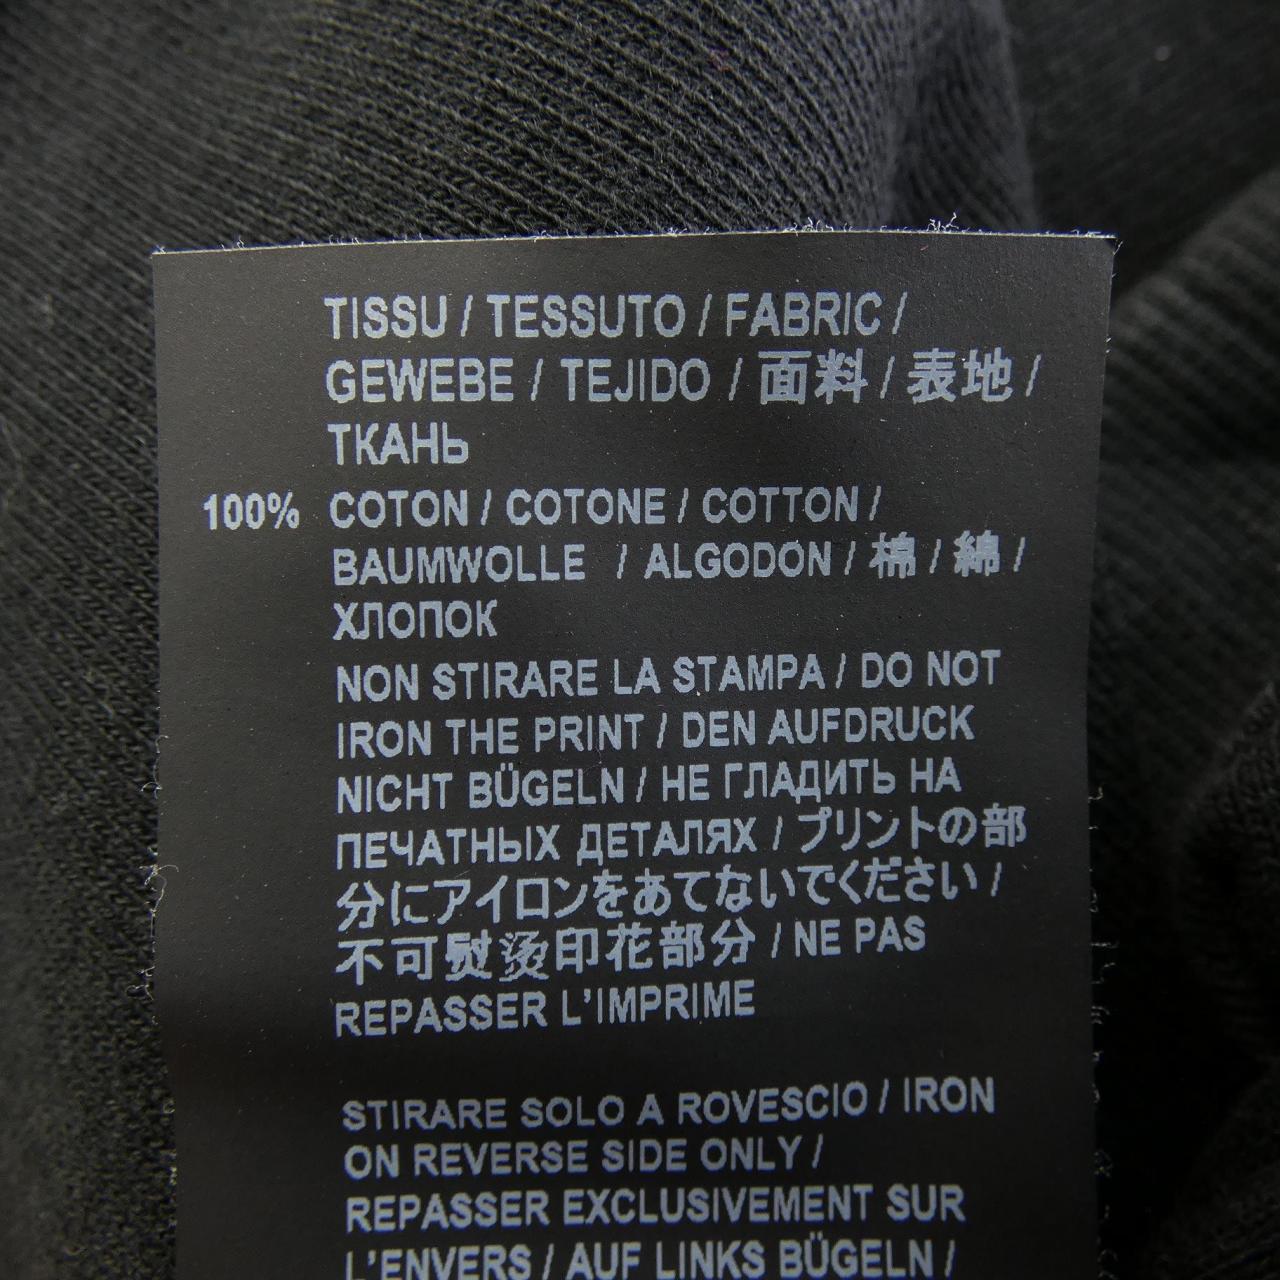 TISSU / TESSUTO / FABRIC /
GEWEBE / TEJIDO / 面料 / 表地 /
ТКАНЬ
100% COTON / COTONE / COTTON /
BAUMWOLLE / ALGODON / 棉 / 綿 /
ХЛОПОК
NON STIRARE LA STAMPA / DO NOT
IRON THE PRINT / DEN AUFDRUCK
NICHT BÜGELN / НЕ ГЛАДИТЬ НА
ПЕЧАТНЫХ ДЕТАЛЯХ / プリントの部
分にアイロンをあてないでください /
不可熨烫印花部分 / NE PAS
REPASSER L'IMPRIME
STIRARE SOLO A ROVESCIO / IRON
ON REVERSE SIDE ONLY /
REPASSER EXCLUSIVEMENT SUR
L'ENVERS / AUF LINKS BÜGELN /